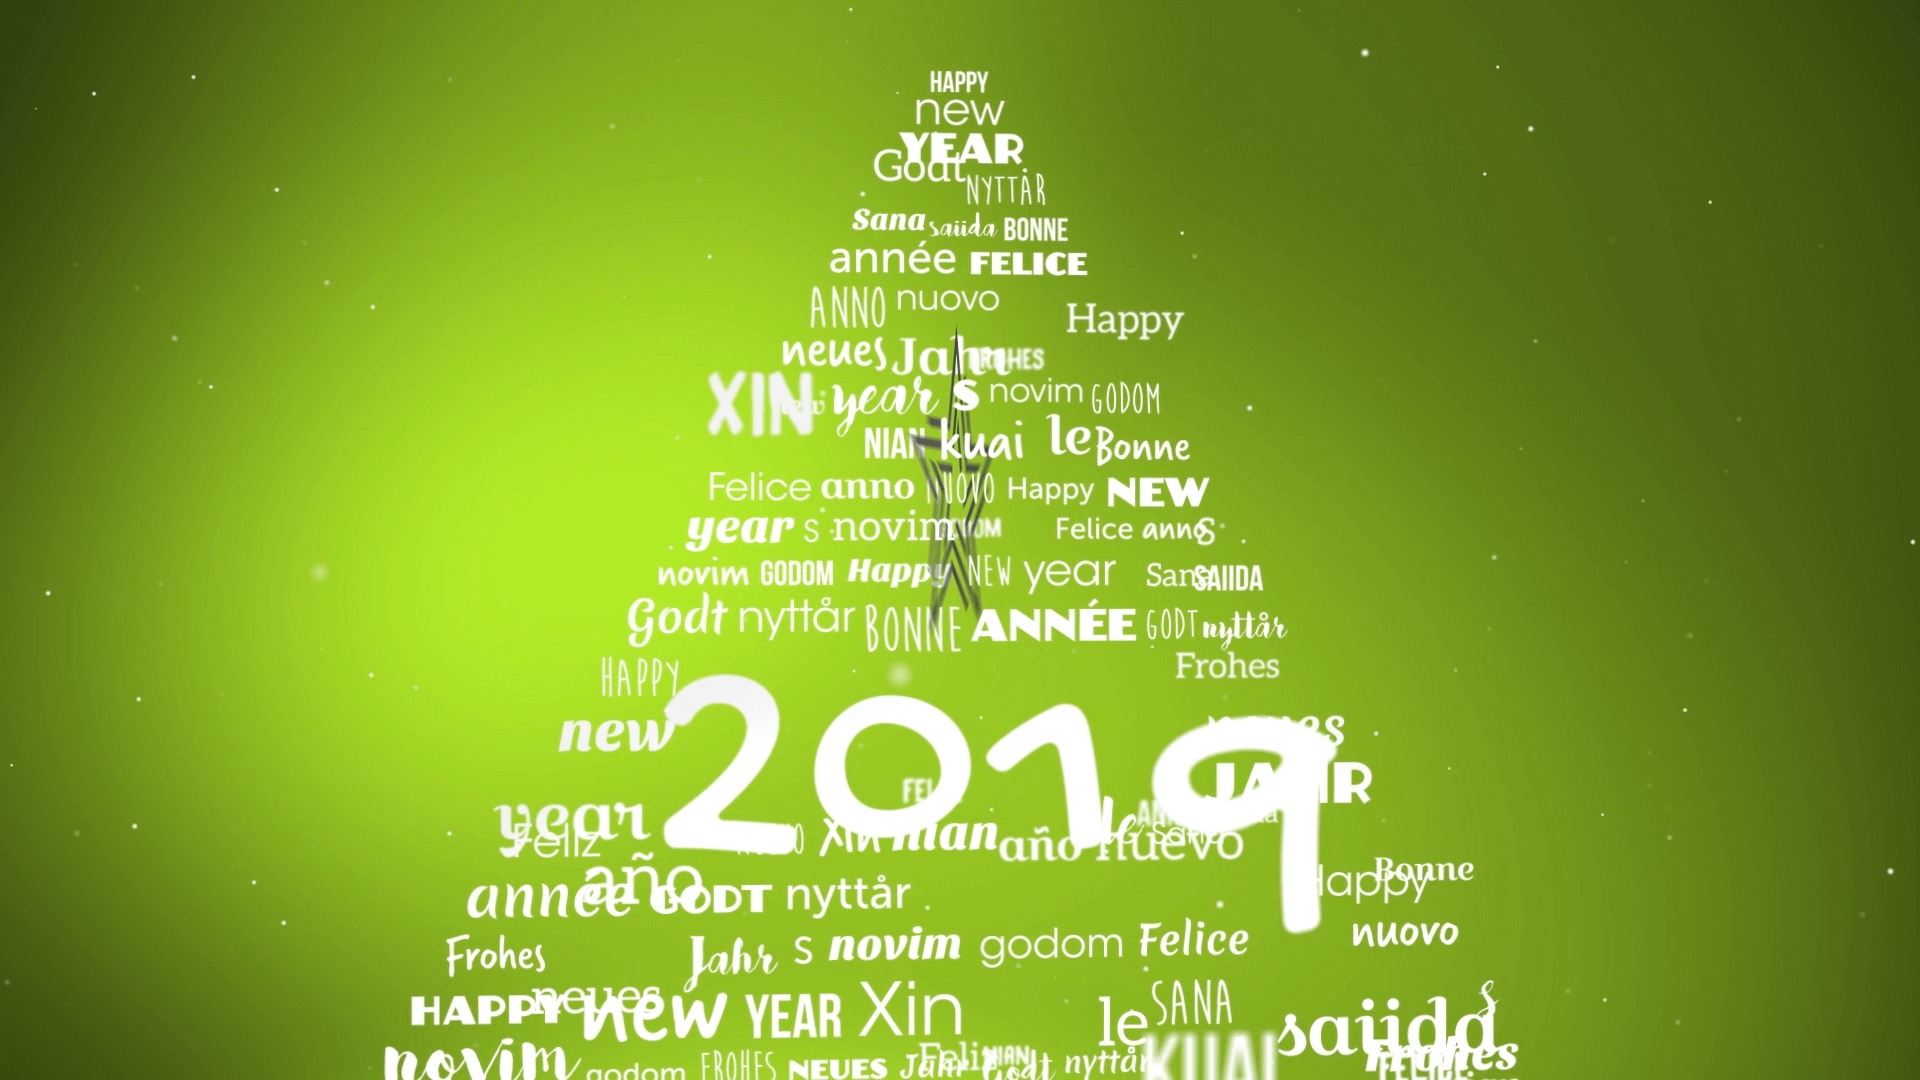 HAPPY
new
YEAR
Godt
NYTTÅR
Sana saiida BONNE
année FELICE
ANNO nuovo
Happy
neues Jahr FROHES
XIN year s novim GODOM
NIAN kuai le Bonne
Felice anno NUOVO Happy NEW
year s novim GODOM Felice anno S
novim GODOM Happy NEW year Sana SAIIDA
Godt nyttår BONNE ANNÉE GODT nyttår
HAPPY
Frohes
2019
new
neues
JAHR
year
Feliz Xin nian año nuevo le
Sana
año
Happy Bonne
année GODT nyttår
nuovo
Frohes Jahr s novim godom Felice
neues
HAPPY new YEAR Xin le SANA saiida s
novim godom FROHES NEUES Jahr Feliz NIAN Godt nyttår KUAI Frohes